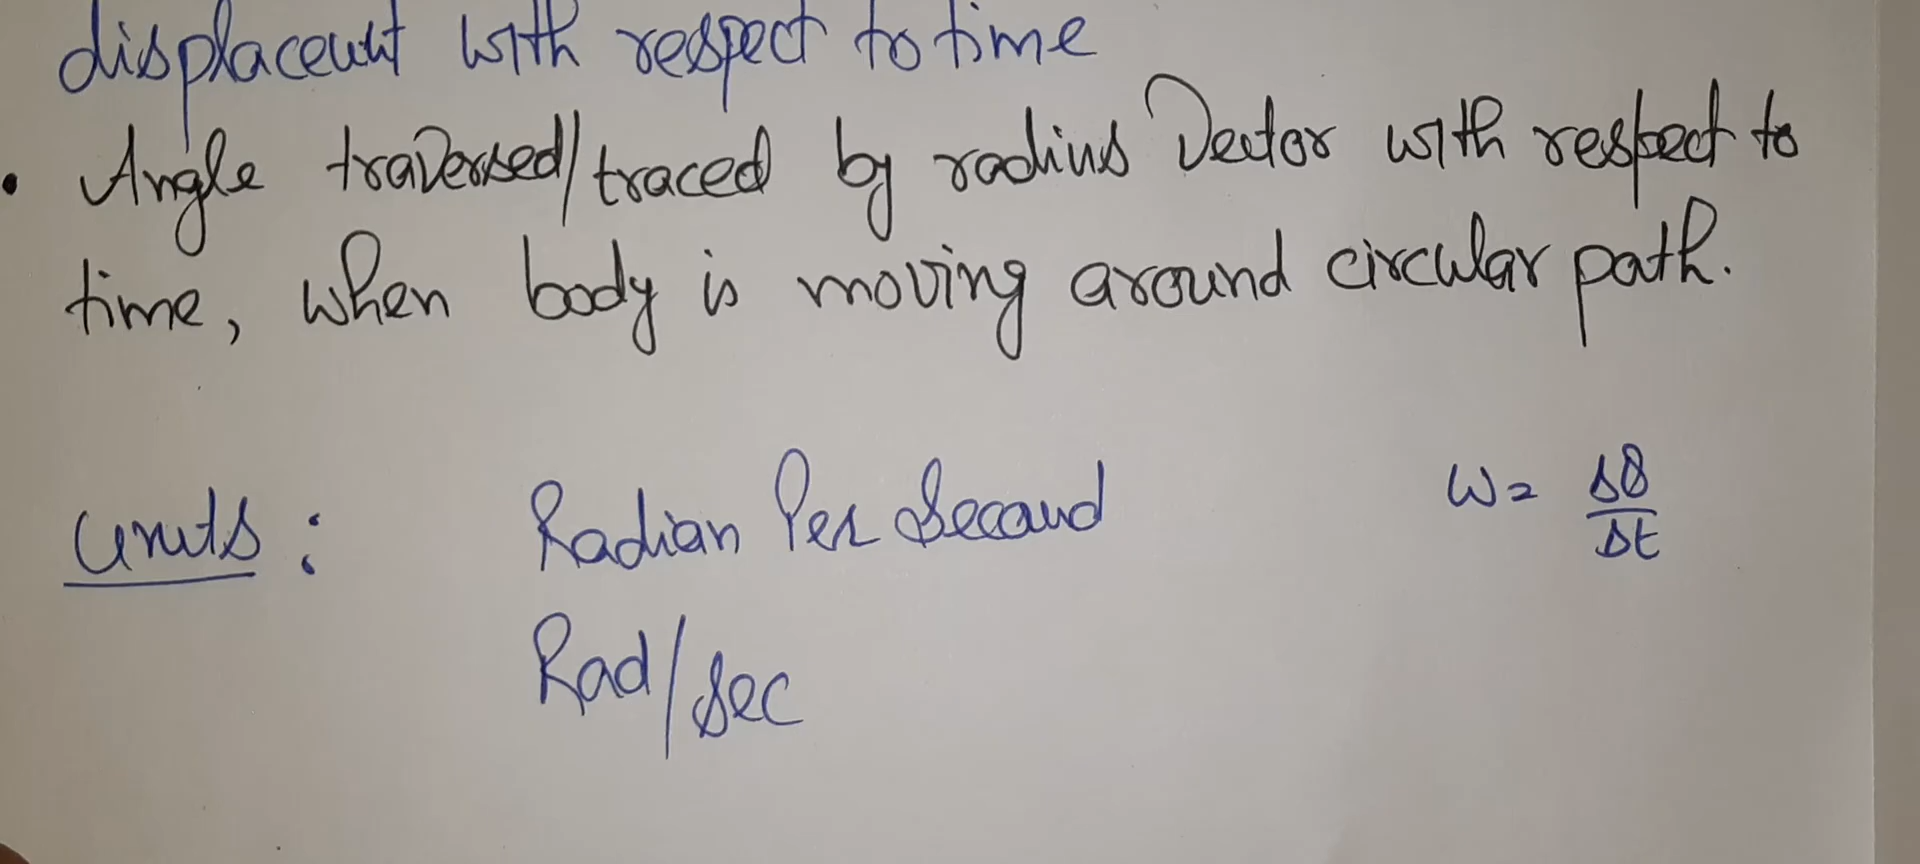 displacement with respect to time
• Angle traversed/traced by radius Vector with respect to
time, when body is moving around circular path.
Units : Radian Per Second ω = Δθ/Δt
Rad/sec